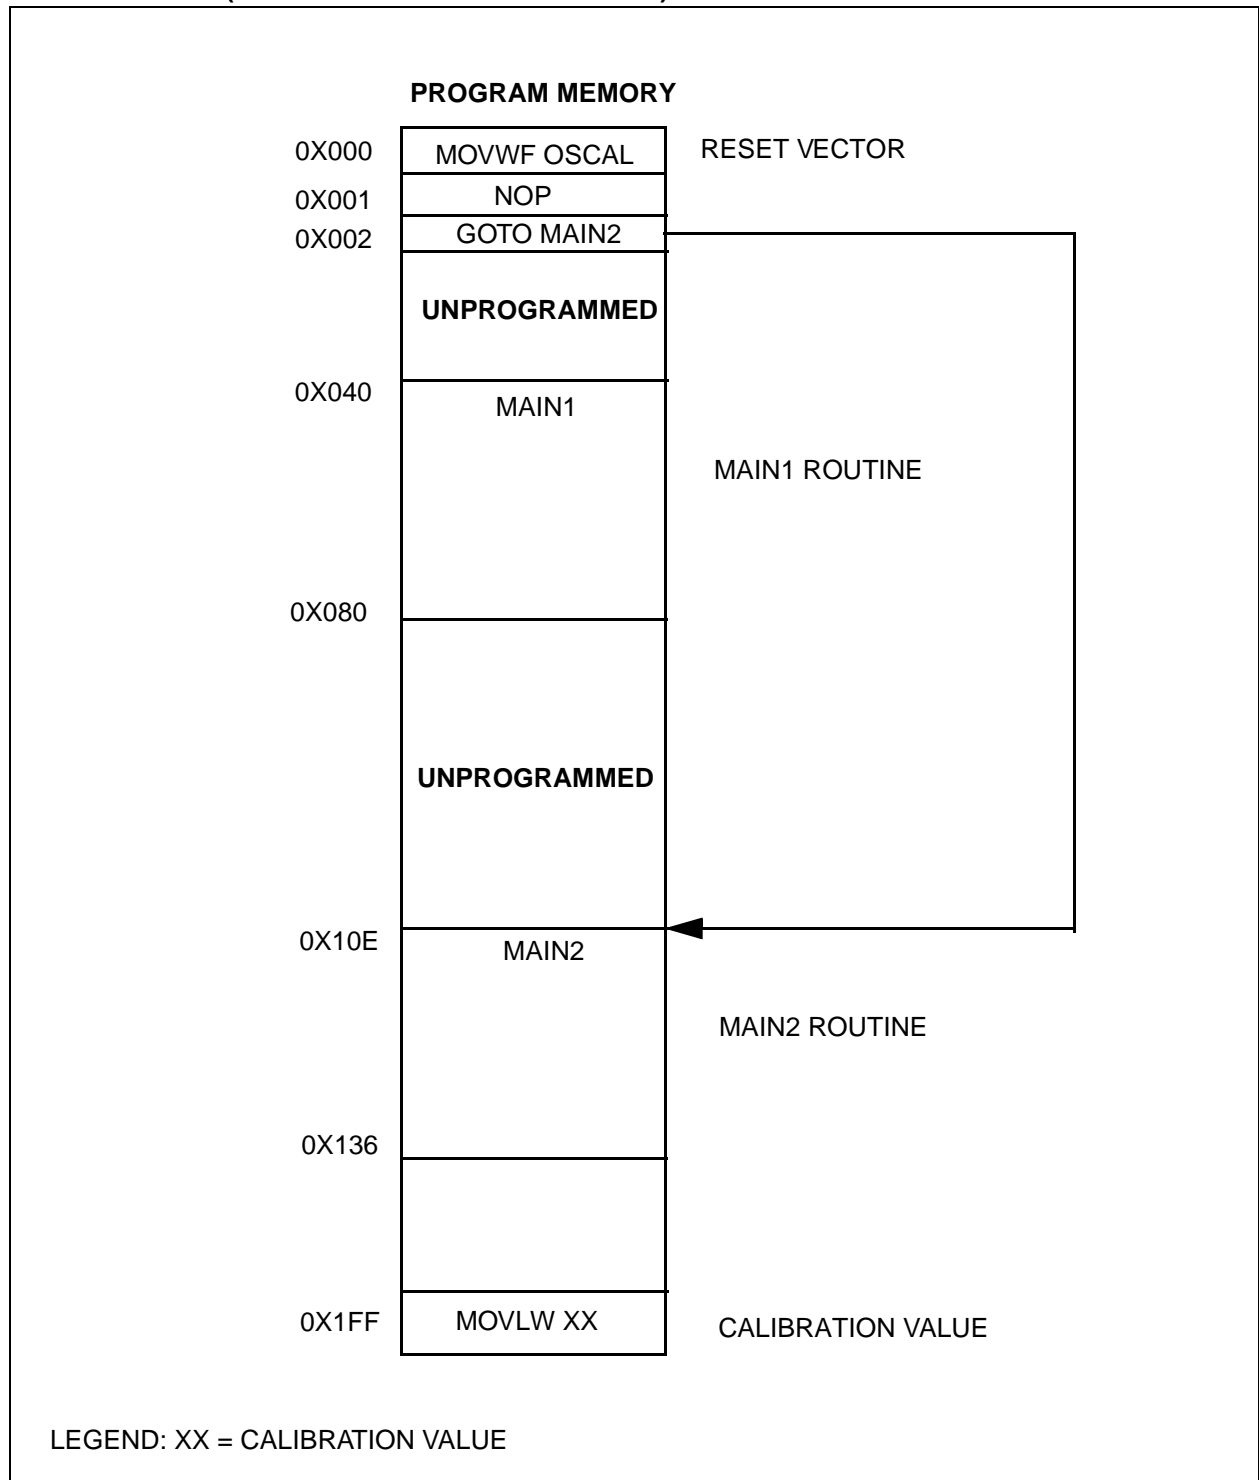 PROGRAM MEMORY
0X000 MOVWF OSCAL RESET VECTOR
0X001 NOP
0X002 GOTO MAIN2
UNPROGRAMMED
0X040 MAIN1
MAIN1 ROUTINE
0X080
UNPROGRAMMED
0X10E MAIN2
MAIN2 ROUTINE
0X136
0X1FF MOVLW XX CALIBRATION VALUE
LEGEND: XX = CALIBRATION VALUE